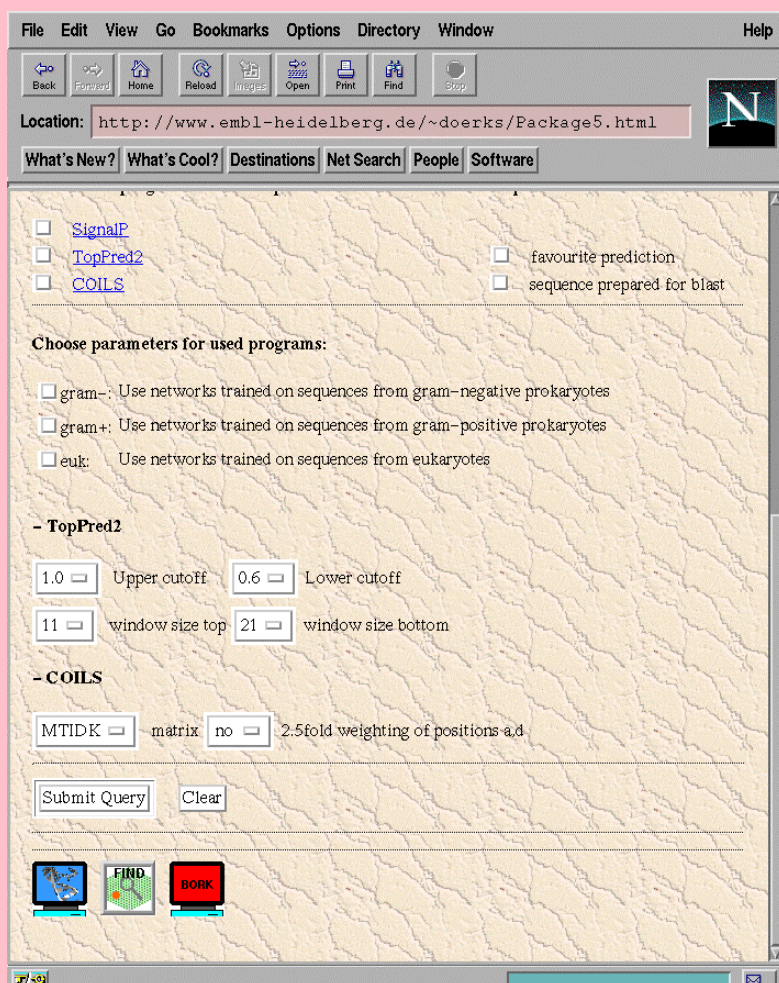 File Edit View Go Bookmarks Options Directory Window Help
Back Forward Home Reload Images Open Print Find Stop
Location: http://www.embl-heidelberg.de/~doerks/Package5.html
N
What's New? What's Cool? Destinations Net Search People Software
SignalP
TopPred2 favourite prediction
COILS sequence prepared for blast
Choose parameters for used programs:
gram-: Use networks trained on sequences from gram-negative prokaryotes
gram+: Use networks trained on sequences from gram-positive prokaryotes
euk: Use networks trained on sequences from eukaryotes
- TopPred2
1.0 Upper cutoff 0.6 Lower cutoff
11 window size top 21 window size bottom
- COILS
MTIDK matrix no 2.5fold weighting of positions a,d
Submit Query Clear
FIND
BORK